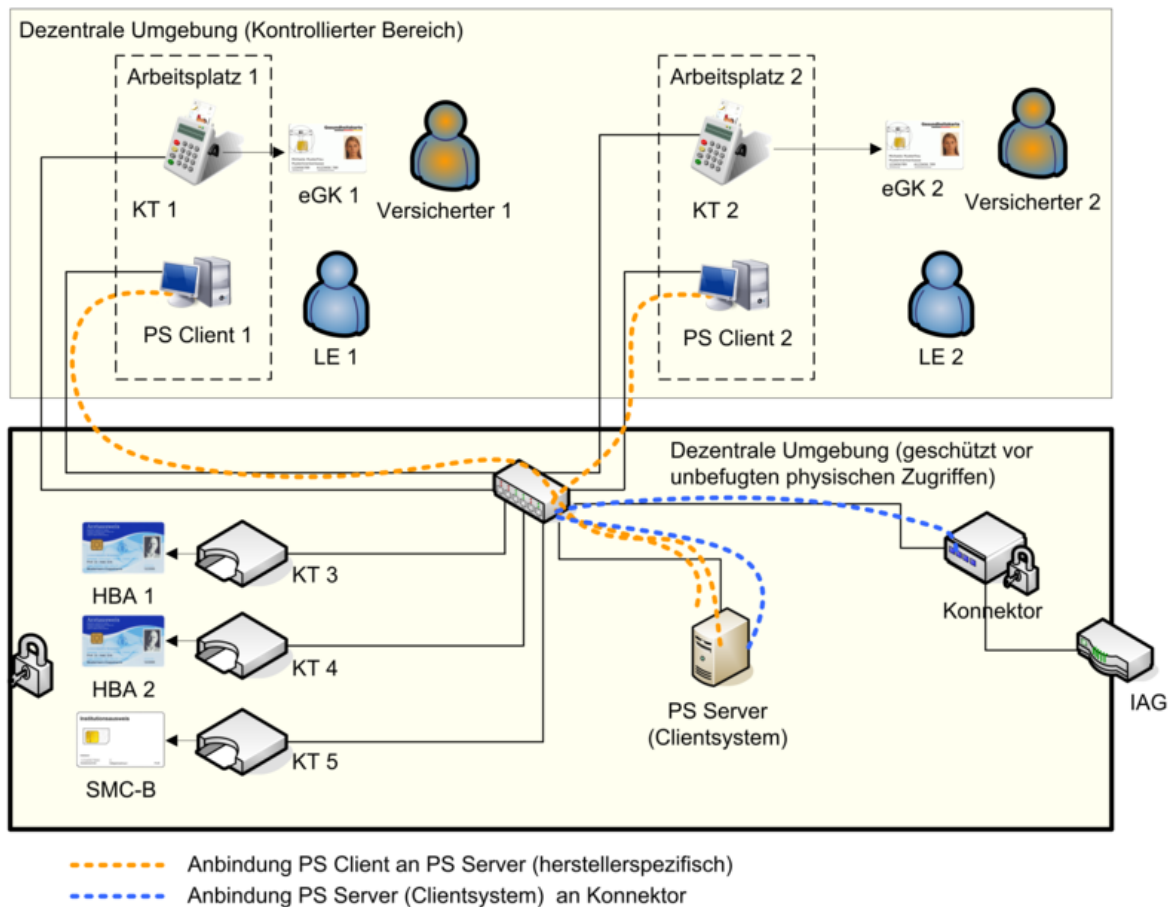 Dezentrale Umgebung (Kontrollierter Bereich)
Arbeitsplatz 1
Arbeitsplatz 2
KT 1
eGK 1
Versicherter 1
KT 2
eGK 2
Versicherter 2
PS Client 1
LE 1
PS Client 2
LE 2
Dezentrale Umgebung (geschützt vor
unbefugten physischen Zugriffen)
HBA 1
KT 3
Konnektor
HBA 2
KT 4
PS Server
(Clientsystem)
IAG
SMC-B
KT 5
Anbindung PS Client an PS Server (herstellerspezifisch)
Anbindung PS Server (Clientsystem) an Konnektor